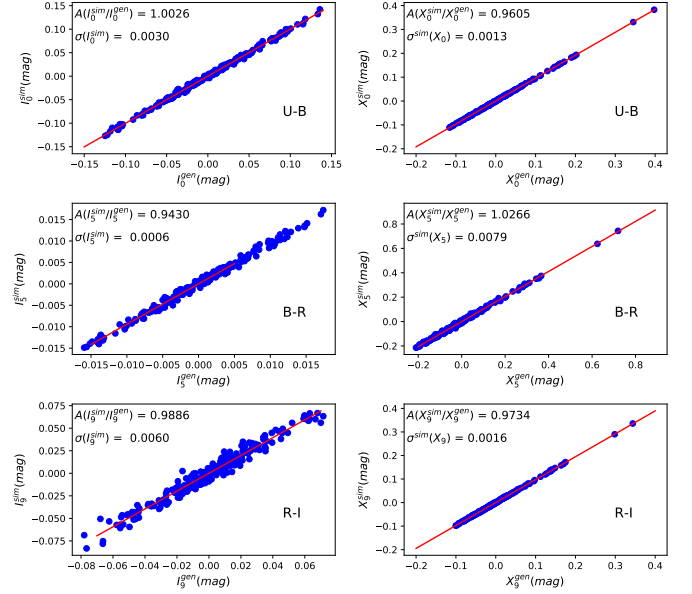 A(I_0^{sim}/I_0^{gen}) = 1.0026
σ(I_0^{sim}) = 0.0030
U-B
0.15
0.10
0.05
0.00
−0.05
−0.10
−0.15
I_0^{sim}(mag)
−0.15 −0.10 −0.05 0.00 0.05 0.10 0.15
I_0^{gen}(mag)
A(X_0^{sim}/X_0^{gen}) = 0.9605
σ^{sim}(X_0) = 0.0013
U-B
0.4
0.3
0.2
0.1
0.0
−0.1
−0.2
X_0^{sim}(mag)
−0.2 −0.1 0.0 0.1 0.2 0.3 0.4
X_0^{gen}(mag)
A(I_5^{sim}/I_5^{gen}) = 0.9430
σ(I_5^{sim}) = 0.0006
B-R
0.015
0.010
0.005
0.000
−0.005
−0.010
−0.015
I_5^{sim}(mag)
−0.015 −0.010 −0.005 0.000 0.005 0.010 0.015
I_5^{gen}(mag)
A(X_5^{sim}/X_5^{gen}) = 1.0266
σ^{sim}(X_5) = 0.0079
B-R
0.8
0.6
0.4
0.2
0.0
−0.2
X_5^{sim}(mag)
−0.2 0.0 0.2 0.4 0.6 0.8
X_5^{gen}(mag)
A(I_9^{sim}/I_9^{gen}) = 0.9886
σ(I_9^{sim}) = 0.0060
R-I
0.075
0.050
0.025
0.000
−0.025
−0.050
−0.075
I_9^{sim}(mag)
−0.08 −0.06 −0.04 −0.02 0.00 0.02 0.04 0.06
I_9^{gen}(mag)
A(X_9^{sim}/X_9^{gen}) = 0.9734
σ^{sim}(X_9) = 0.0016
R-I
0.4
0.3
0.2
0.1
0.0
−0.1
−0.2
X_9^{sim}(mag)
−0.2 −0.1 0.0 0.1 0.2 0.3 0.4
X_9^{gen}(mag)